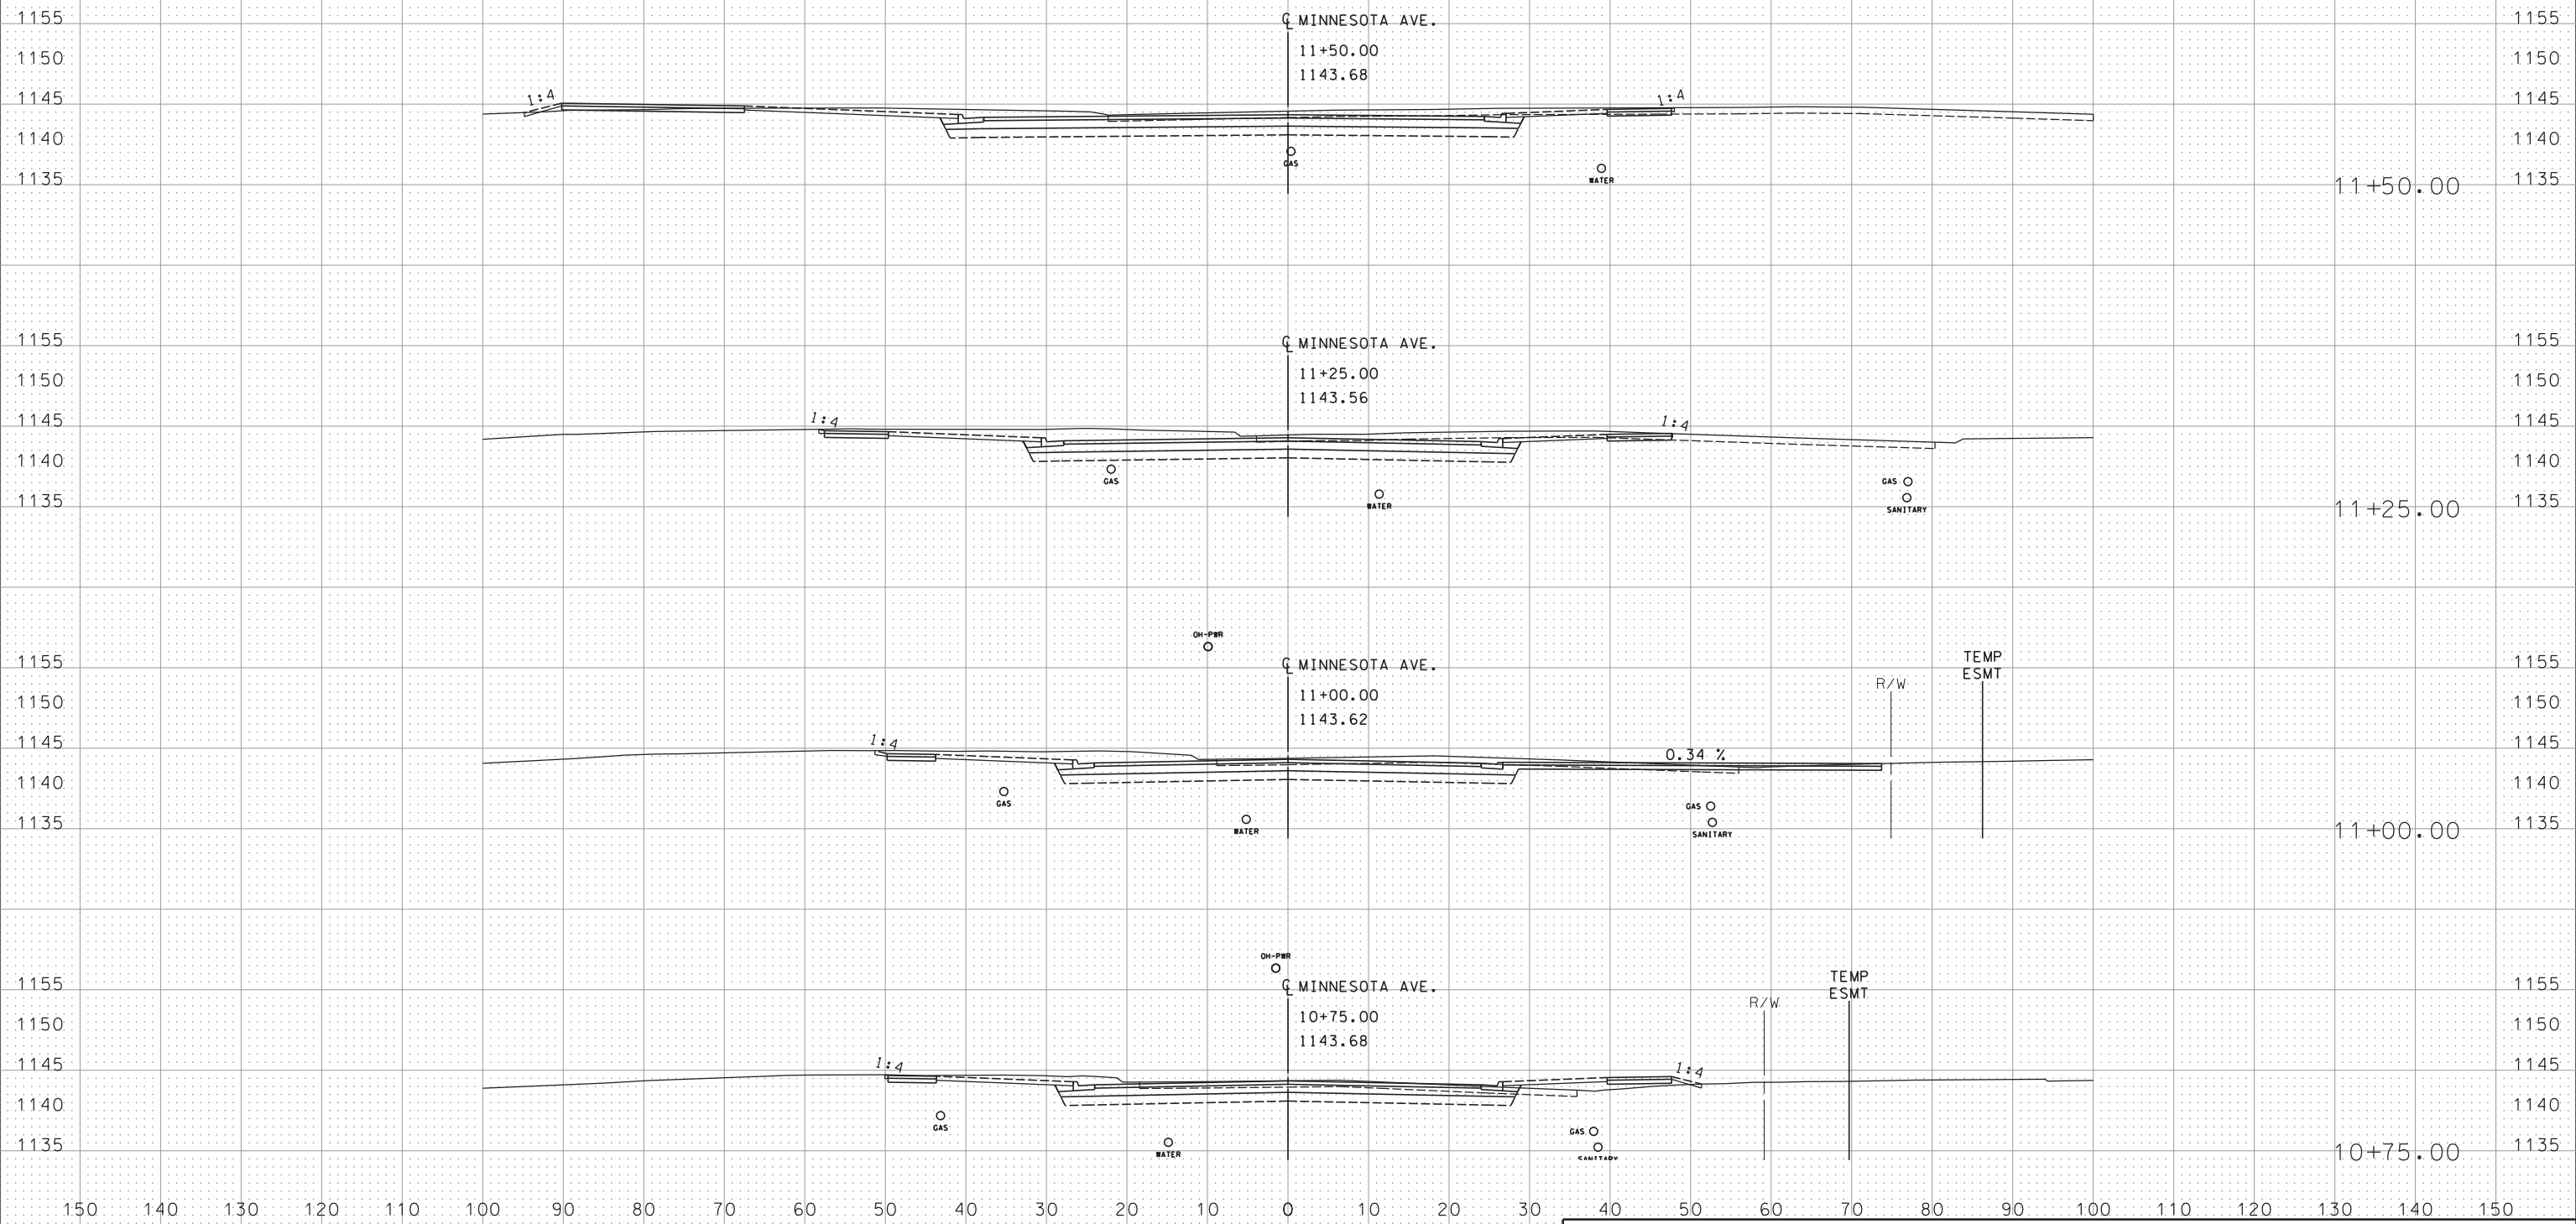 1155 ℄ MINNESOTA AVE. 1155
11+50.00
1150 1150
1143.68
1:4 1:4
1145 1145
1140 1140
GAS
WATER
1135 11+50.00 1135
1155 ℄ MINNESOTA AVE. 1155
11+25.00
1150 1150
1143.56
1:4 1:4
1145 1145
1140 1140
GAS GAS
WATER SANITARY
1135 11+25.00 1135
OH-PWR
TEMP
1155 ℄ MINNESOTA AVE. 1155
ESMT
R/W
11+00.00
1150 1150
1143.62
1:4
1145 0.34 % 1145
1140 1140
GAS GAS
WATER SANITARY
1135 11+00.00 1135
OH-PWR
TEMP
1155 ℄ MINNESOTA AVE. 1155
ESMT
R/W
10+75.00
1150 1150
1143.68
1:4 1:4
1145 1145
1140 1140
GAS GAS
WATER SANITARY
1135 10+75.00 1135
150 140 130 120 110 100 90 80 70 60 50 40 30 20 10 0 10 20 30 40 50 60 70 80 90 100 110 120 130 140 150